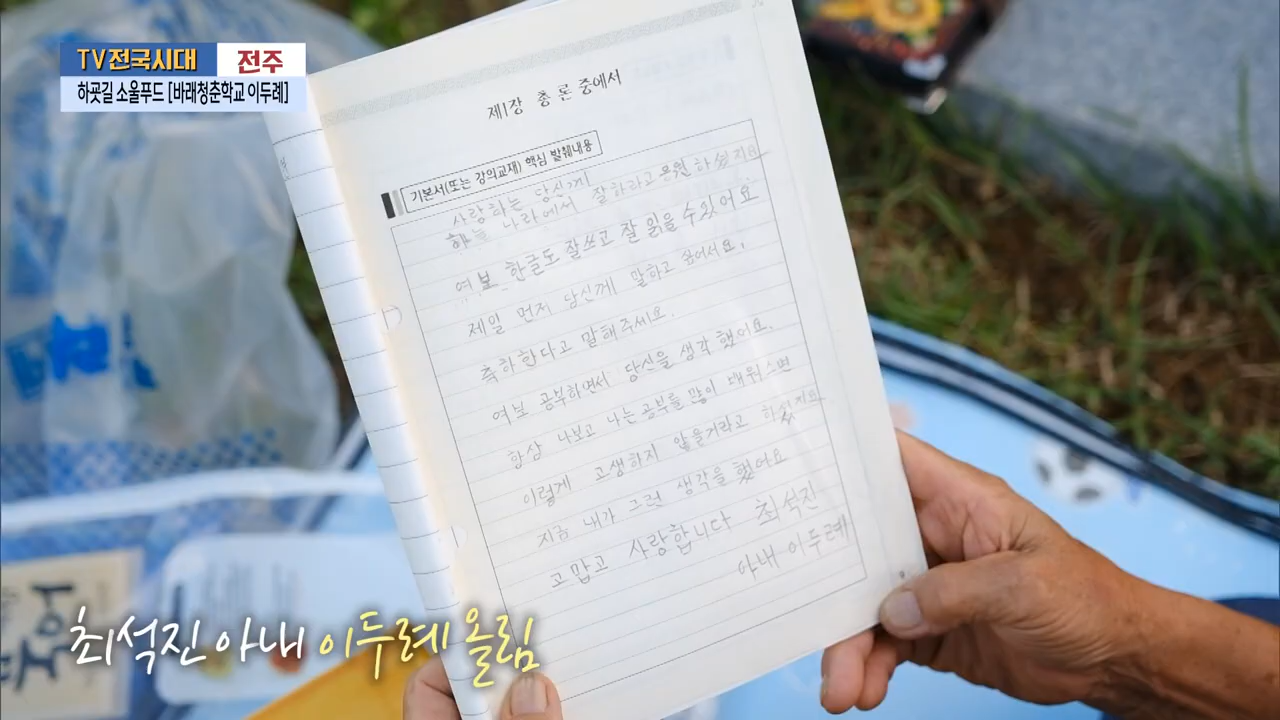 TV전국시대 전주
하곳길 소울푸드 [바래청춘학교 이두례]
제1장 총론 중에서
기본서(또는 강의교재) 핵심 발췌내용
사랑하는 당신께
하늘 나라에서 잘하라고 응원 하셨지요
여보 한글도 잘쓰고 잘 읽을 수 있어요
제일 먼저 당신께 말하고 싶어서요.
축하한다고 말해주세요.
여보 공부하면서 당신을 생각 했어요.
항상 나보고 나는 공부를 많이 배워스면
이렇게 고생하지 않을거라고 하셨지요
지금 내가 그런 생각을 했어요
고맙고 사랑합니다 최석진
아내 이두례
최석진 아내 이두례 올림